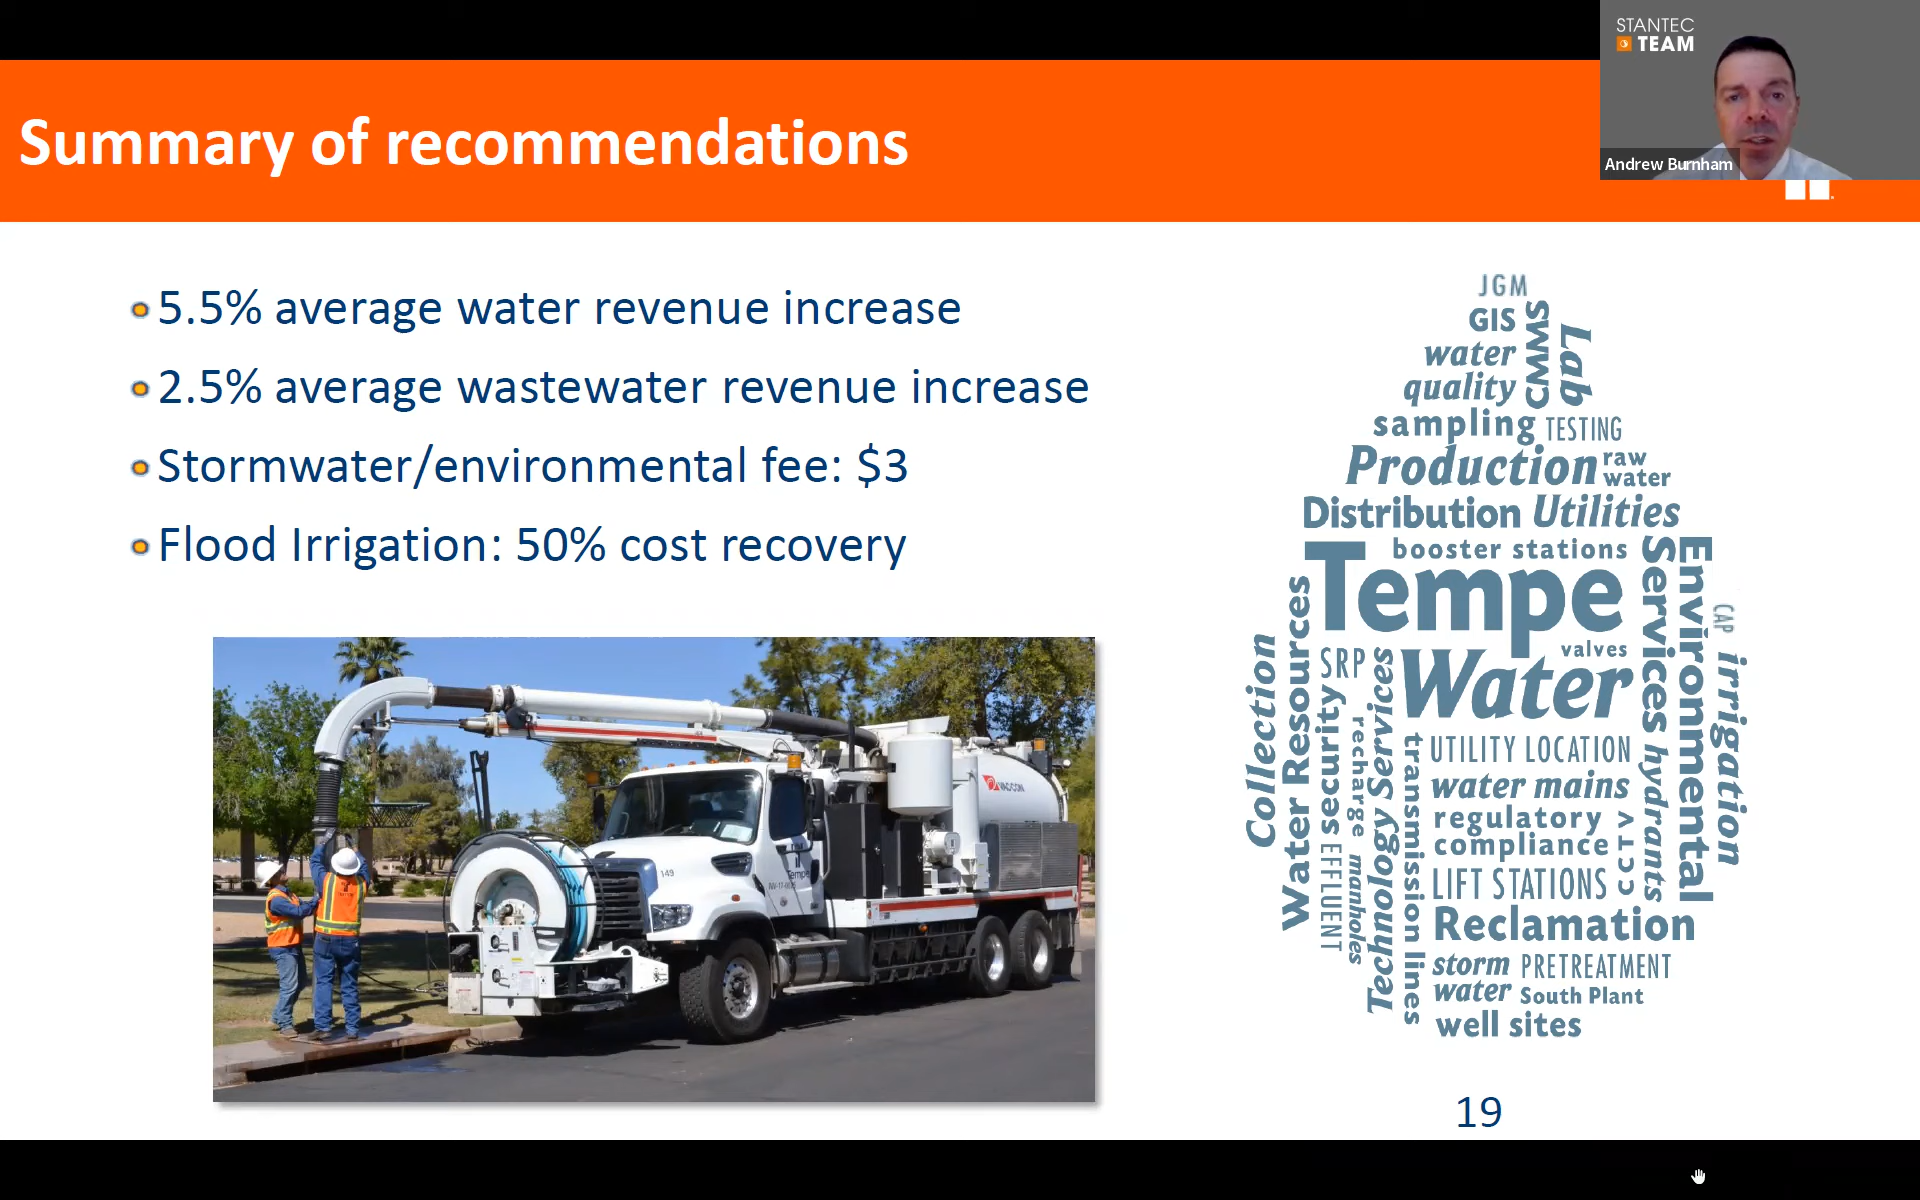 STANTEC
TEAM
Andrew Burnham
Summary of recommendations
5.5% average water revenue increase
2.5% average wastewater revenue increase
Stormwater/environmental fee: $3
Flood Irrigation: 50% cost recovery
VACCON
149
Tempe
JGM
GIS
CMMS
Lab
water
quality
sampling TESTING
Production raw
water
Distribution Utilities
booster stations
Tempe
Services
Environmental
CAP
irrigation
Collection
Water Resources
SRP
valves
Water
security
recharge
Technology Services
transmission lines
UTILITY LOCATION
water mains
hydrants
regulatory
compliance
CCTV
EFFLUENT
manholes
LIFT STATIONS
Reclamation
storm PRETREATMENT
water South Plant
well sites
19